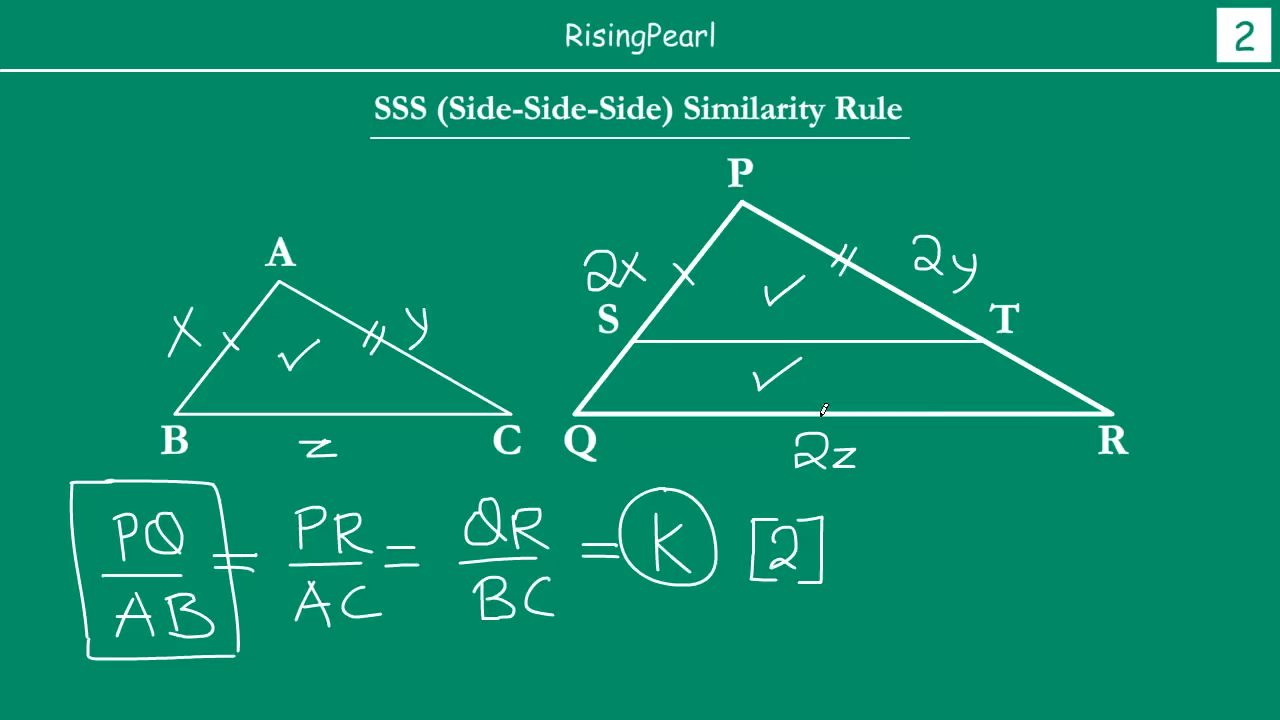 RisingPearl
2
SSS (Side-Side-Side) Similarity Rule
P
A
2x
2y
x
y
S
T
B
z
C
Q
2z
R
PQ/AB = PR/AC = QR/BC = K [2]